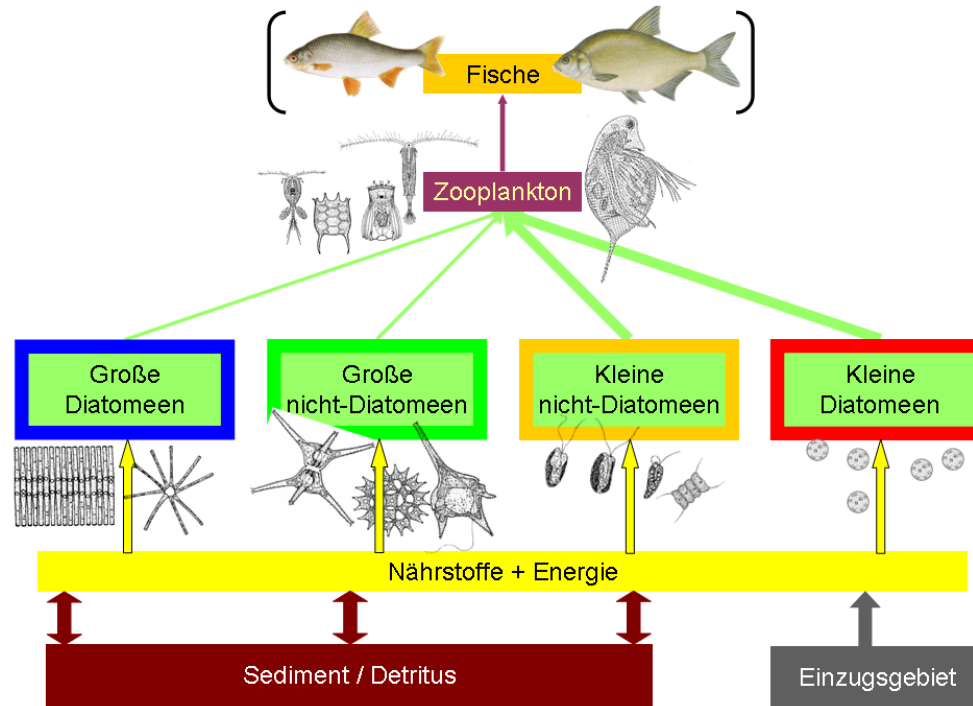 Fische
Zooplankton
Große
Diatomeen
Große
nicht-Diatomeen
Kleine
nicht-Diatomeen
Kleine
Diatomeen
Nährstoffe + Energie
Sediment / Detritus
Einzugsgebiet